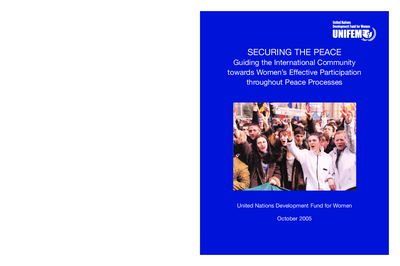 United Nations
Development Fund for Women
UNIFEM
SECURING THE PEACE
Guiding the International Community
towards Women's Effective Participation
throughout Peace Processes
United Nations Development Fund for Women
October 2005